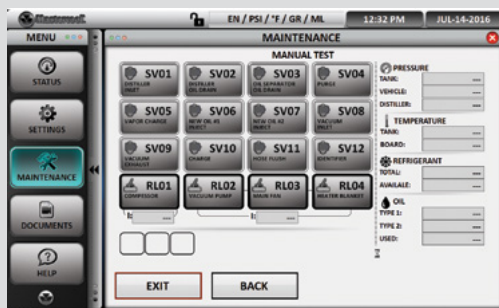 Eastwood
EN / PSI / °F / GR / ML
12:32 PM
JUL-14-2016
MENU
MAINTENANCE
STATUS
SETTINGS
MAINTENANCE
DOCUMENTS
HELP
MANUAL TEST
SV01
DISTILLER INLET
SV02
DISTILLER OIL DRAIN
SV03
OIL SEPARATOR OIL DRAIN
SV04
PURGE
SV05
VAPOR CHARGE
SV06
NEW OIL #1 INJECT
SV07
NEW OIL #2 INJECT
SV08
VACUUM INLET
SV09
VACUUM EXHAUST
SV10
CHARGE
SV11
HOSE FLUSH
SV12
IDENTIFIER
RL01
COMPESSOR
RL02
VACUUM PUMP
RL03
MAIN FAN
RL04
HEATER BLANKET
I: ---
I: ---
EXIT
BACK
PRESSURE
TANK: ---
VEHICLE: ---
DISTILLER: ---
TEMPERATURE
TANK: ---
BOARD: ---
REFRIGERANT
TOTAL: ---
AVAILALE: ---
OIL
TYPE 1: ---
TYPE 2: ---
USED: ---